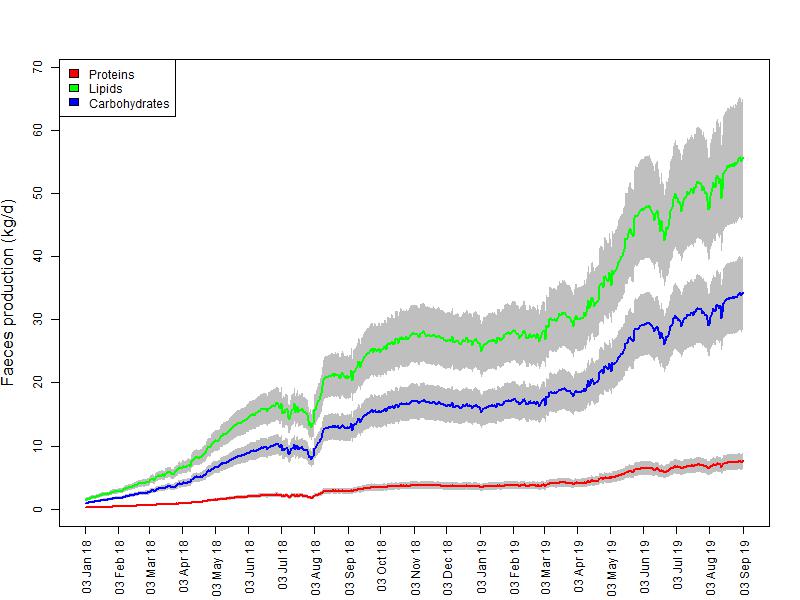 Proteins
Lipids
Carbohydrates
Faeces production (kg/d)
70
60
50
40
30
20
10
0
03 Jan 18
03 Feb 18
03 Mar 18
03 Apr 18
03 May 18
03 Jun 18
03 Jul 18
03 Aug 18
03 Sep 18
03 Oct 18
03 Nov 18
03 Dec 18
03 Jan 19
03 Feb 19
03 Mar 19
03 Apr 19
03 May 19
03 Jun 19
03 Jul 19
03 Aug 19
03 Sep 19